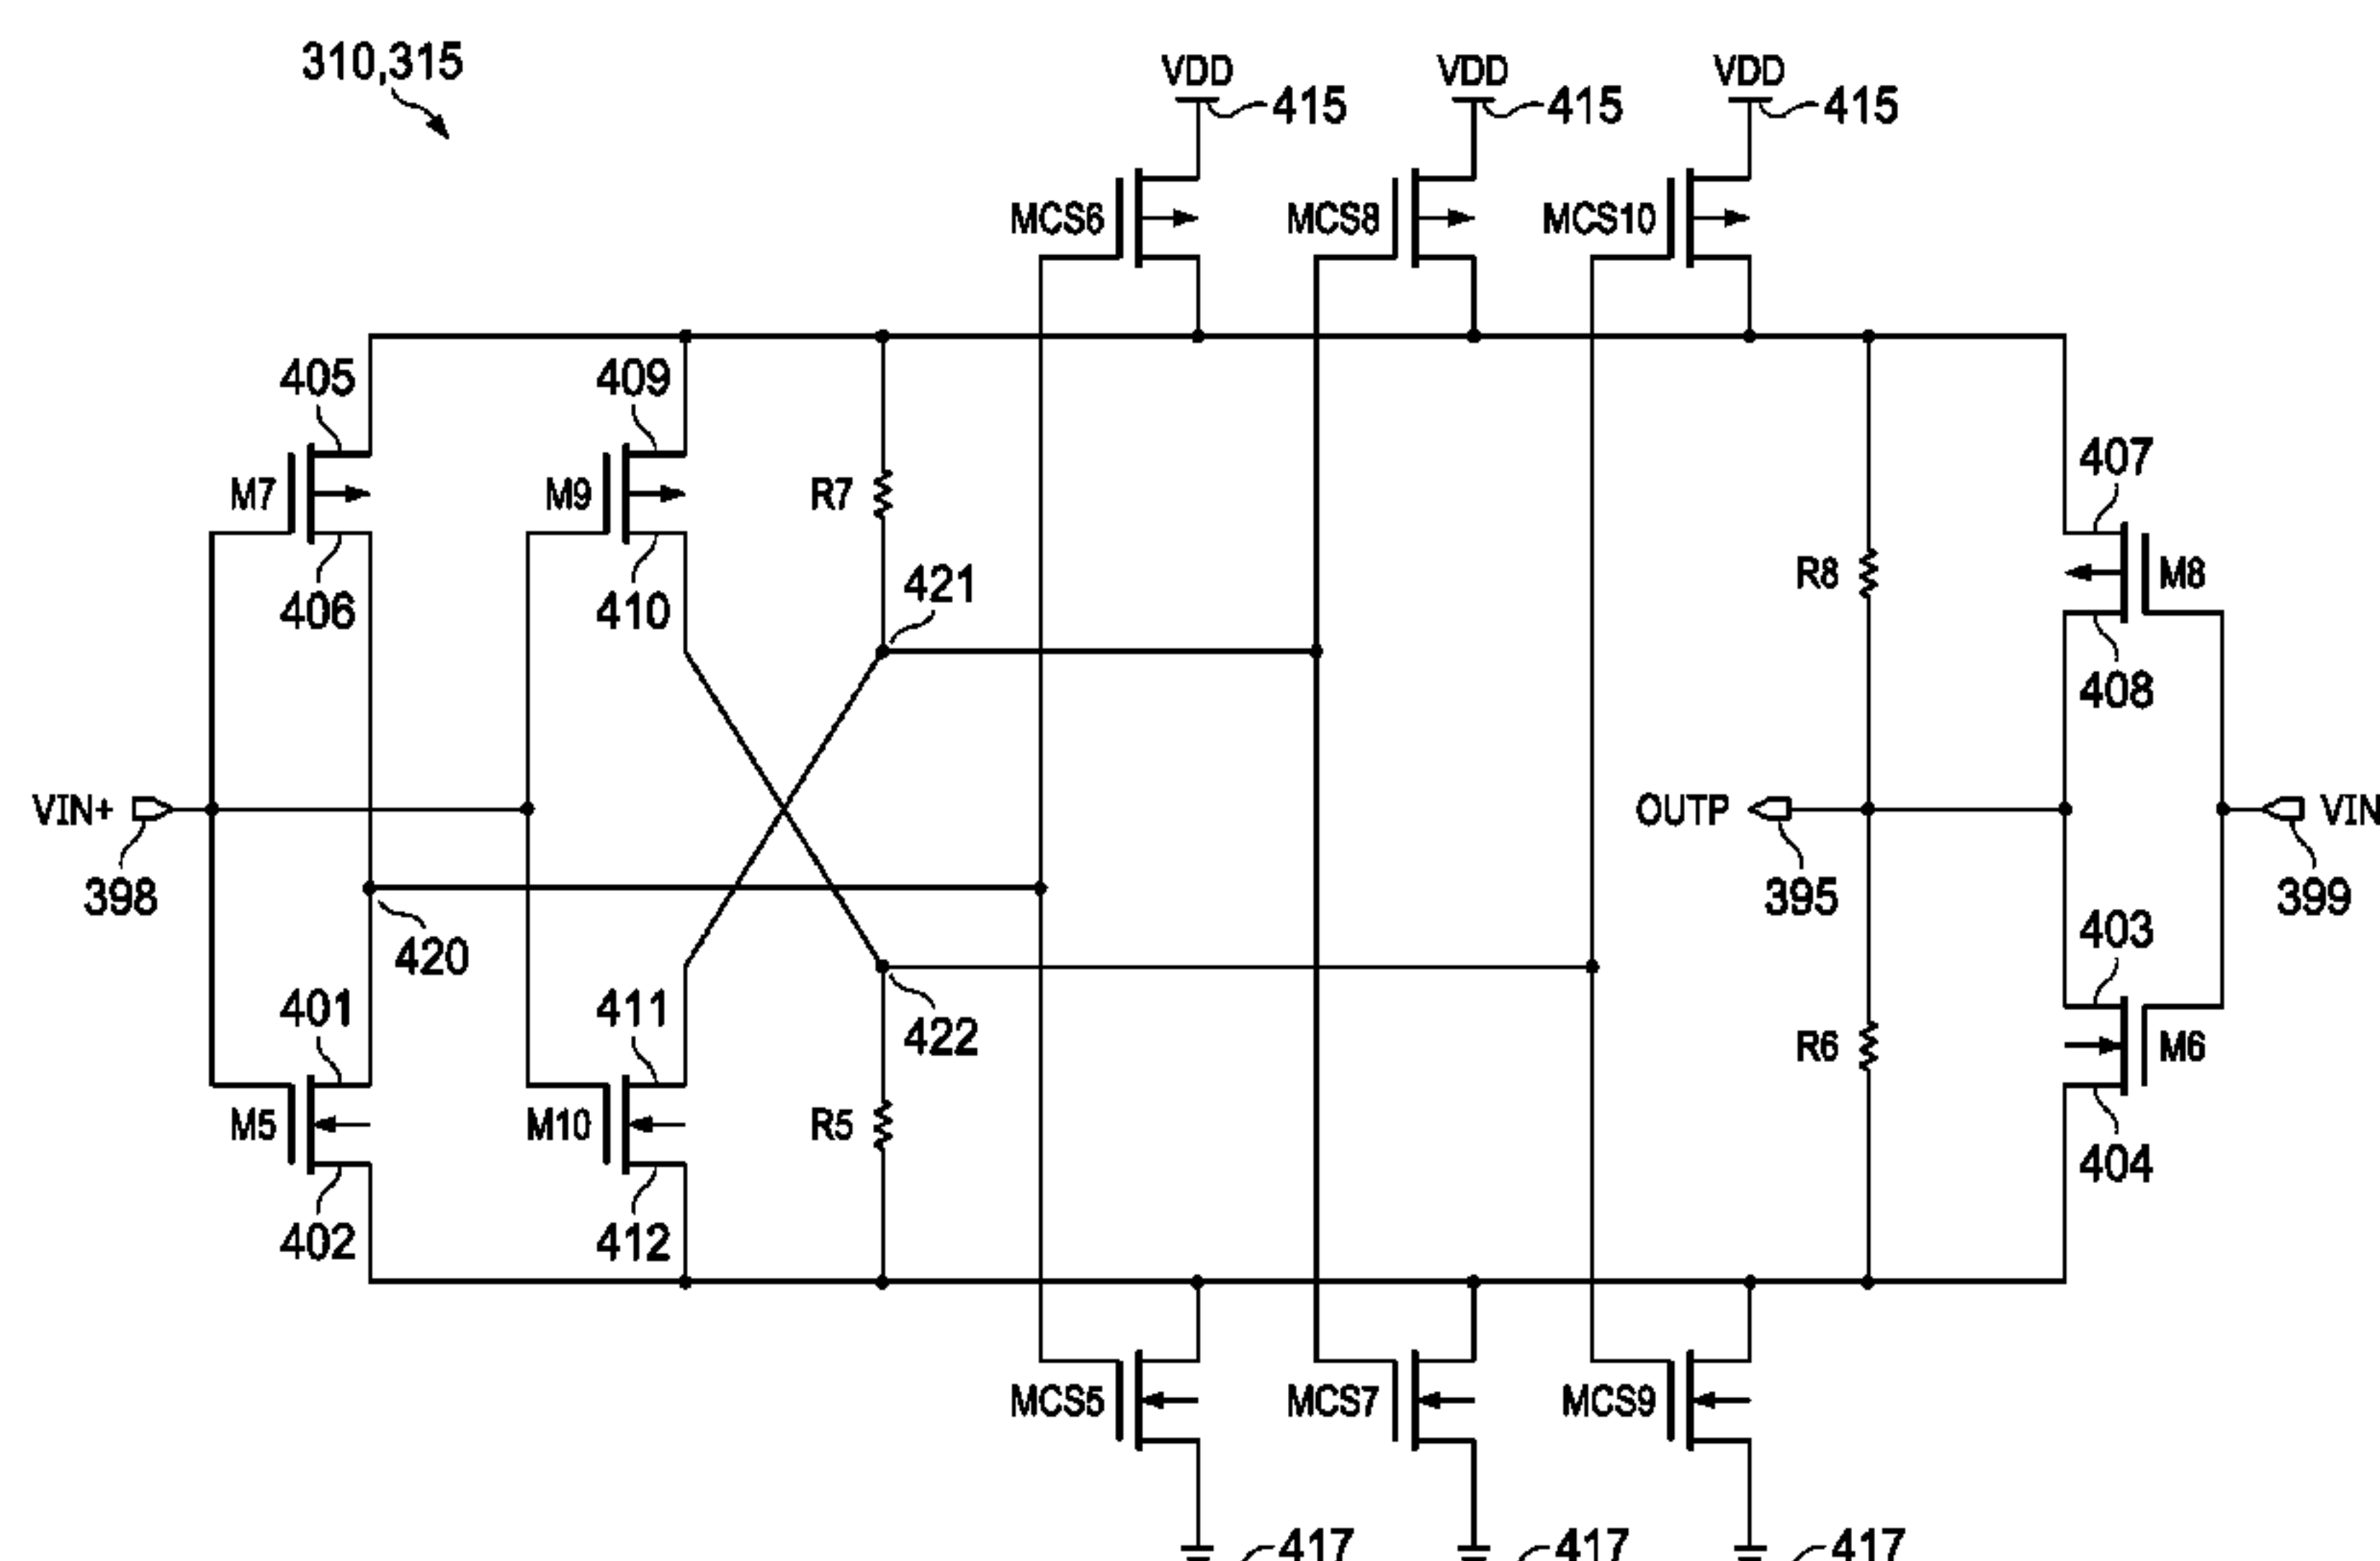 310,315
VDD VDD VDD
415 415 415
MCS6 MCS8 MCS10
405 409
407
M7 M9 R7
R8 M8
421
406 410
408
VIN+ OUTP VIN
398 395 399
420
403
401 411
422
R6 M6
M5 M10 R5
404
402 412
MCS5 MCS7 MCS9
417 417 417